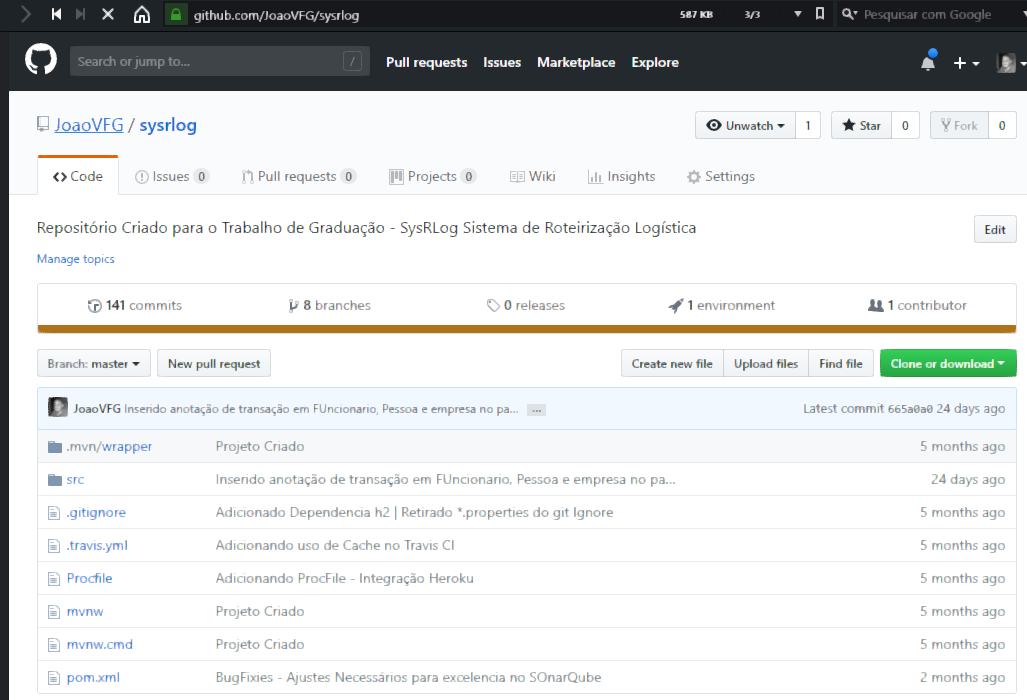 github.com/JoaoVFG/sysrlog 587 KB 3/3 Pesquisar com Google
Search or jump to... / Pull requests Issues Marketplace Explore
JoaoVFG / sysrlog Unwatch 1 Star 0 Fork 0
Code Issues 0 Pull requests 0 Projects 0 Wiki Insights Settings
Repositório Criado para o Trabalho de Graduação - SysRLog Sistema de Roteirização Logística Edit
Manage topics
141 commits 8 branches 0 releases 1 environment 1 contributor
Branch: master New pull request Create new file Upload files Find file Clone or download
JoaoVFG Inserido anotação de transação em FUncionario, Pessoa e empresa no pa... ... Latest commit 665a0a0 24 days ago
.mvn/wrapper Projeto Criado 5 months ago
src Inserido anotação de transação em FUncionario, Pessoa e empresa no pa... 24 days ago
.gitignore Adicionado Dependencia h2 | Retirado *.properties do git Ignore 5 months ago
.travis.yml Adicionando uso de Cache no Travis CI 5 months ago
Procfile Adicionando ProcFile - Integração Heroku 5 months ago
mvnw Projeto Criado 5 months ago
mvnw.cmd Projeto Criado 5 months ago
pom.xml BugFixies - Ajustes Necessários para excelencia no SOnarQube 2 months ago